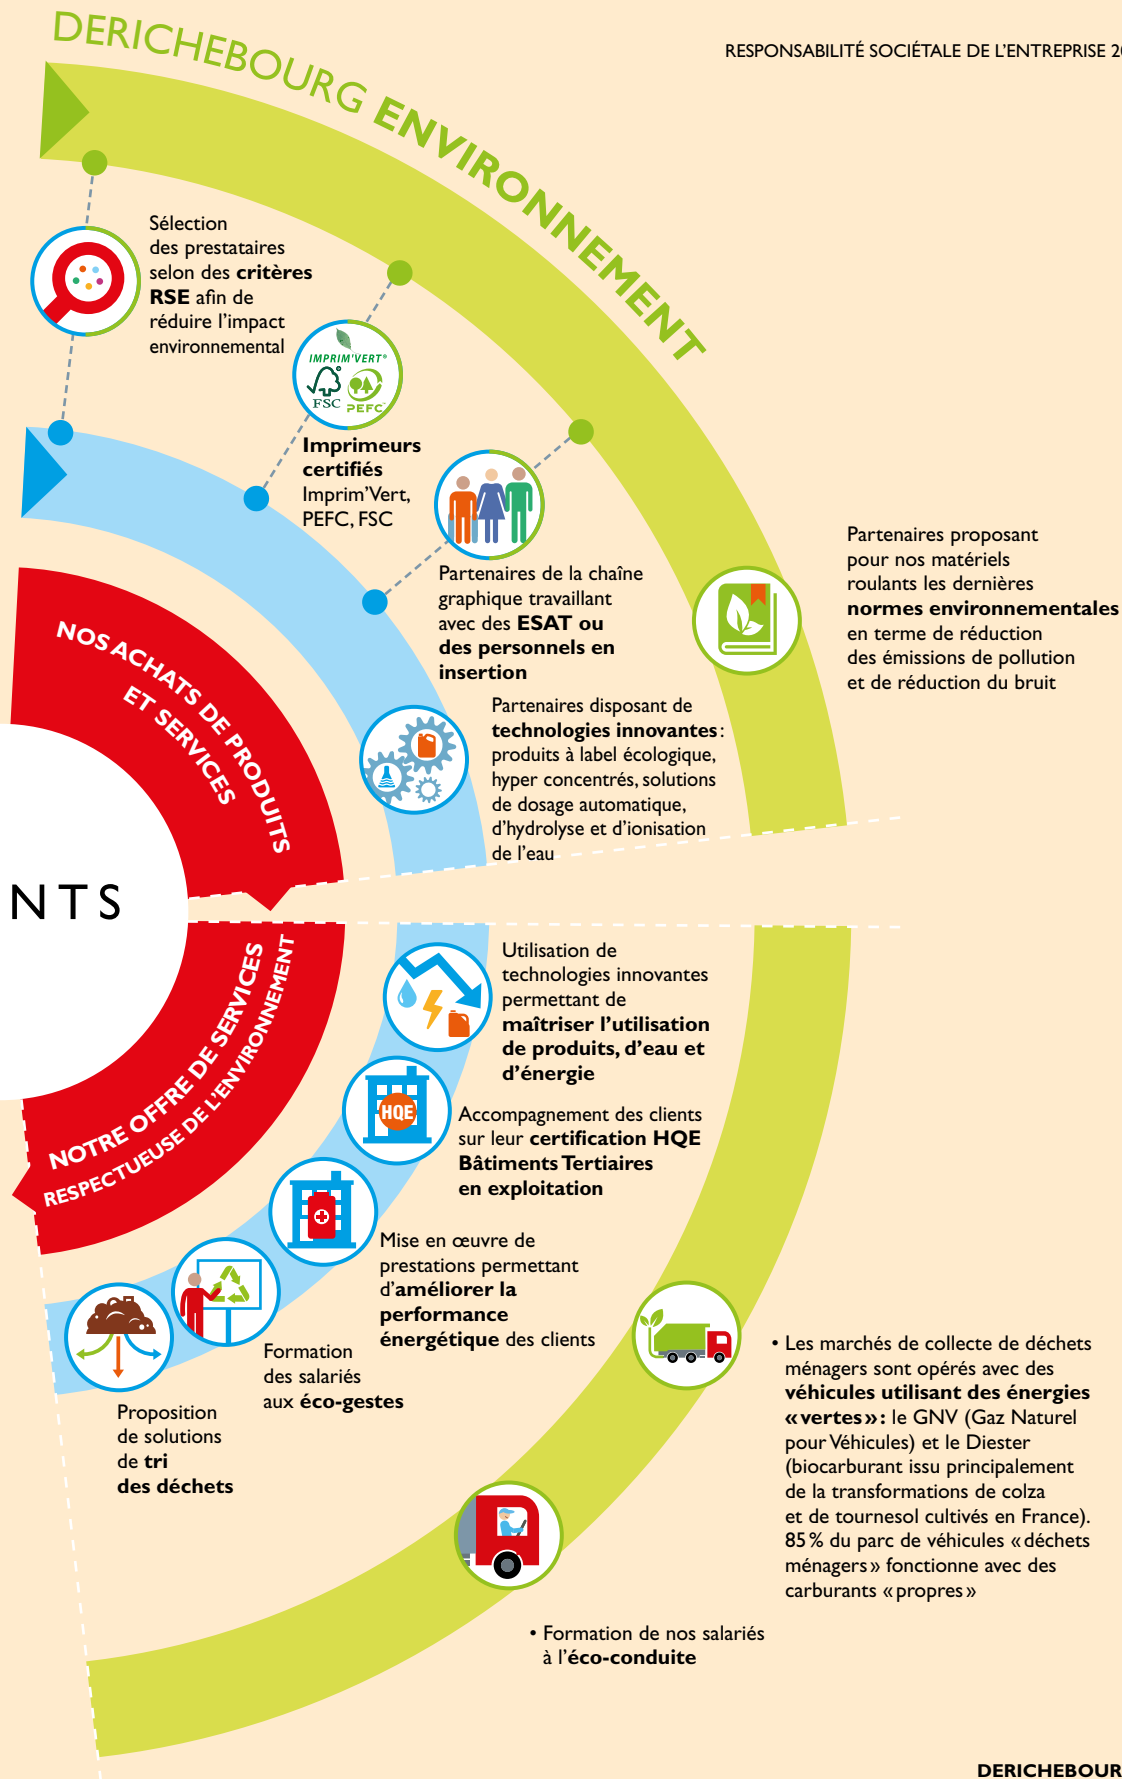 DERICHEBOURG ENVIRONNEMENT
RESPONSABILITÉ SOCIÉTALE DE L'ENTREPRISE 20
Sélection
des prestataires
selon des critères
RSE afin de
réduire l'impact
environnemental
IMPRIM'VERT®
FSC
PEFC
Imprimeurs
certifiés
Imprim'Vert,
PEFC, FSC
Partenaires de la chaîne
graphique travaillant
avec des ESAT ou
des personnels en
insertion
Partenaires proposant
pour nos matériels
roulants les dernières
normes environnementales
en terme de réduction
des émissions de pollution
et de réduction du bruit
NOS ACHATS DE PRODUITS
ET SERVICES
Partenaires disposant de
technologies innovantes :
produits à label écologique,
hyper concentrés, solutions
de dosage automatique,
d'hydrolyse et d'ionisation
de l'eau
NTS
NOTRE OFFRE DE SERVICES
RESPECTUEUSE DE L'ENVIRONNEMENT
Utilisation de
technologies innovantes
permettant de
maîtriser l'utilisation
de produits, d'eau et
d'énergie
HQE
Accompagnement des clients
sur leur certification HQE
Bâtiments Tertiaires
en exploitation
Mise en œuvre de
prestations permettant
d'améliorer la
performance
énergétique des clients
Formation
des salariés
aux éco-gestes
Proposition
de solutions
de tri
des déchets
• Les marchés de collecte de déchets
ménagers sont opérés avec des
véhicules utilisant des énergies
« vertes » : le GNV (Gaz Naturel
pour Véhicules) et le Diester
(biocarburant issu principalement
de la transformations de colza
et de tournesol cultivés en France).
85 % du parc de véhicules « déchets
ménagers » fonctionne avec des
carburants « propres »
• Formation de nos salariés
à l'éco-conduite
DERICHEBOUR